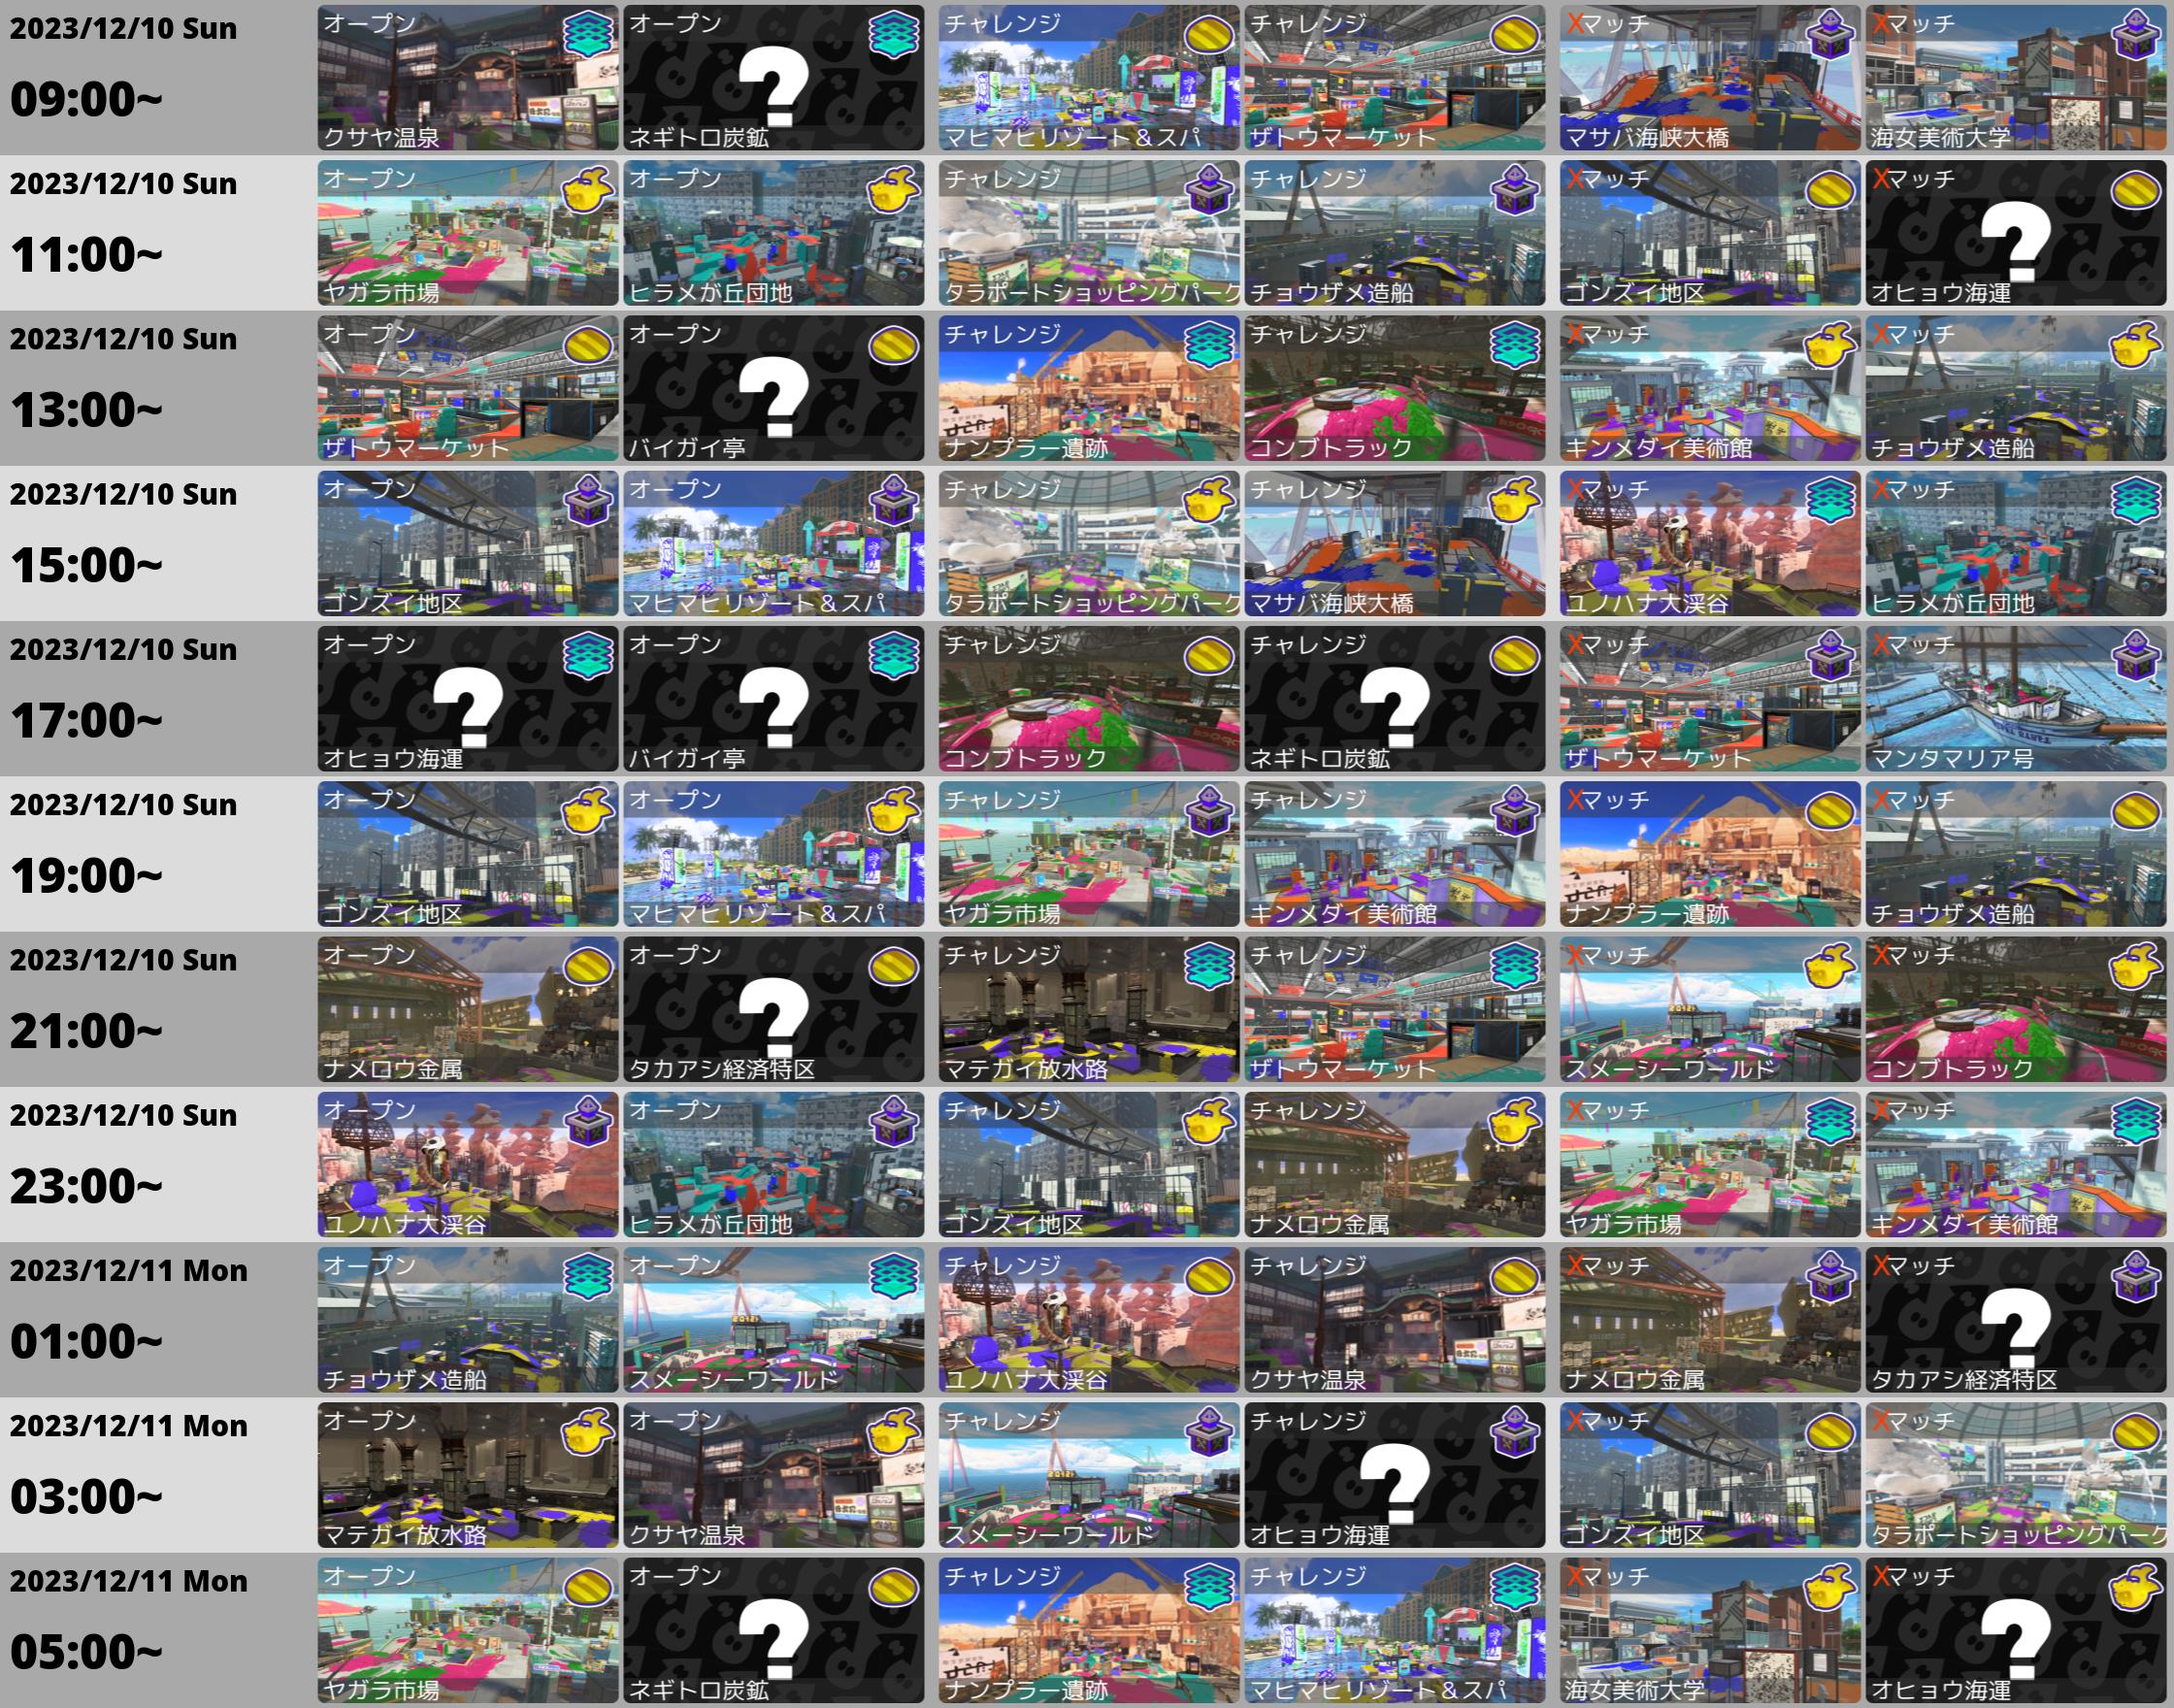 2023/12/10 Sun
09:00~
オープン
クサヤ温泉
オープン
ネギトロ炭鉱
チャレンジ
マヒマヒリゾート＆スパ
チャレンジ
ザトウマーケット
Xマッチ
マサバ海峡大橋
Xマッチ
海女美術大学
2023/12/10 Sun
11:00~
オープン
ヤガラ市場
オープン
ヒラメが丘団地
チャレンジ
タラポートショッピングパーク
チャレンジ
チョウザメ造船
Xマッチ
ゴンズイ地区
Xマッチ
オヒョウ海運
2023/12/10 Sun
13:00~
オープン
ザトウマーケット
オープン
バイガイ亭
チャレンジ
ナンプラー遺跡
チャレンジ
コンブトラック
Xマッチ
キンメダイ美術館
Xマッチ
チョウザメ造船
2023/12/10 Sun
15:00~
オープン
ゴンズイ地区
オープン
マヒマヒリゾート＆スパ
チャレンジ
タラポートショッピングパーク
チャレンジ
マサバ海峡大橋
Xマッチ
ユノハナ大渓谷
Xマッチ
ヒラメが丘団地
2023/12/10 Sun
17:00~
オープン
オヒョウ海運
オープン
バイガイ亭
チャレンジ
コンブトラック
チャレンジ
ネギトロ炭鉱
Xマッチ
ザトウマーケット
Xマッチ
マンタマリア号
2023/12/10 Sun
19:00~
オープン
ゴンズイ地区
オープン
マヒマヒリゾート＆スパ
チャレンジ
ヤガラ市場
チャレンジ
キンメダイ美術館
Xマッチ
ナンプラー遺跡
Xマッチ
チョウザメ造船
2023/12/10 Sun
21:00~
オープン
ナメロウ金属
オープン
タカアシ経済特区
チャレンジ
マテガイ放水路
チャレンジ
ザトウマーケット
Xマッチ
スメーシーワールド
Xマッチ
コンブトラック
2023/12/10 Sun
23:00~
オープン
ユノハナ大渓谷
オープン
ヒラメが丘団地
チャレンジ
ゴンズイ地区
チャレンジ
ナメロウ金属
Xマッチ
ヤガラ市場
Xマッチ
キンメダイ美術館
2023/12/11 Mon
01:00~
オープン
チョウザメ造船
オープン
スメーシーワールド
チャレンジ
ユノハナ大渓谷
チャレンジ
クサヤ温泉
Xマッチ
ナメロウ金属
Xマッチ
タカアシ経済特区
2023/12/11 Mon
03:00~
オープン
マテガイ放水路
オープン
クサヤ温泉
チャレンジ
スメーシーワールド
チャレンジ
オヒョウ海運
Xマッチ
ゴンズイ地区
Xマッチ
タラポートショッピングパーク
2023/12/11 Mon
05:00~
オープン
ヤガラ市場
オープン
ネギトロ炭鉱
チャレンジ
ナンプラー遺跡
チャレンジ
マヒマヒリゾート＆スパ
Xマッチ
海女美術大学
Xマッチ
オヒョウ海運